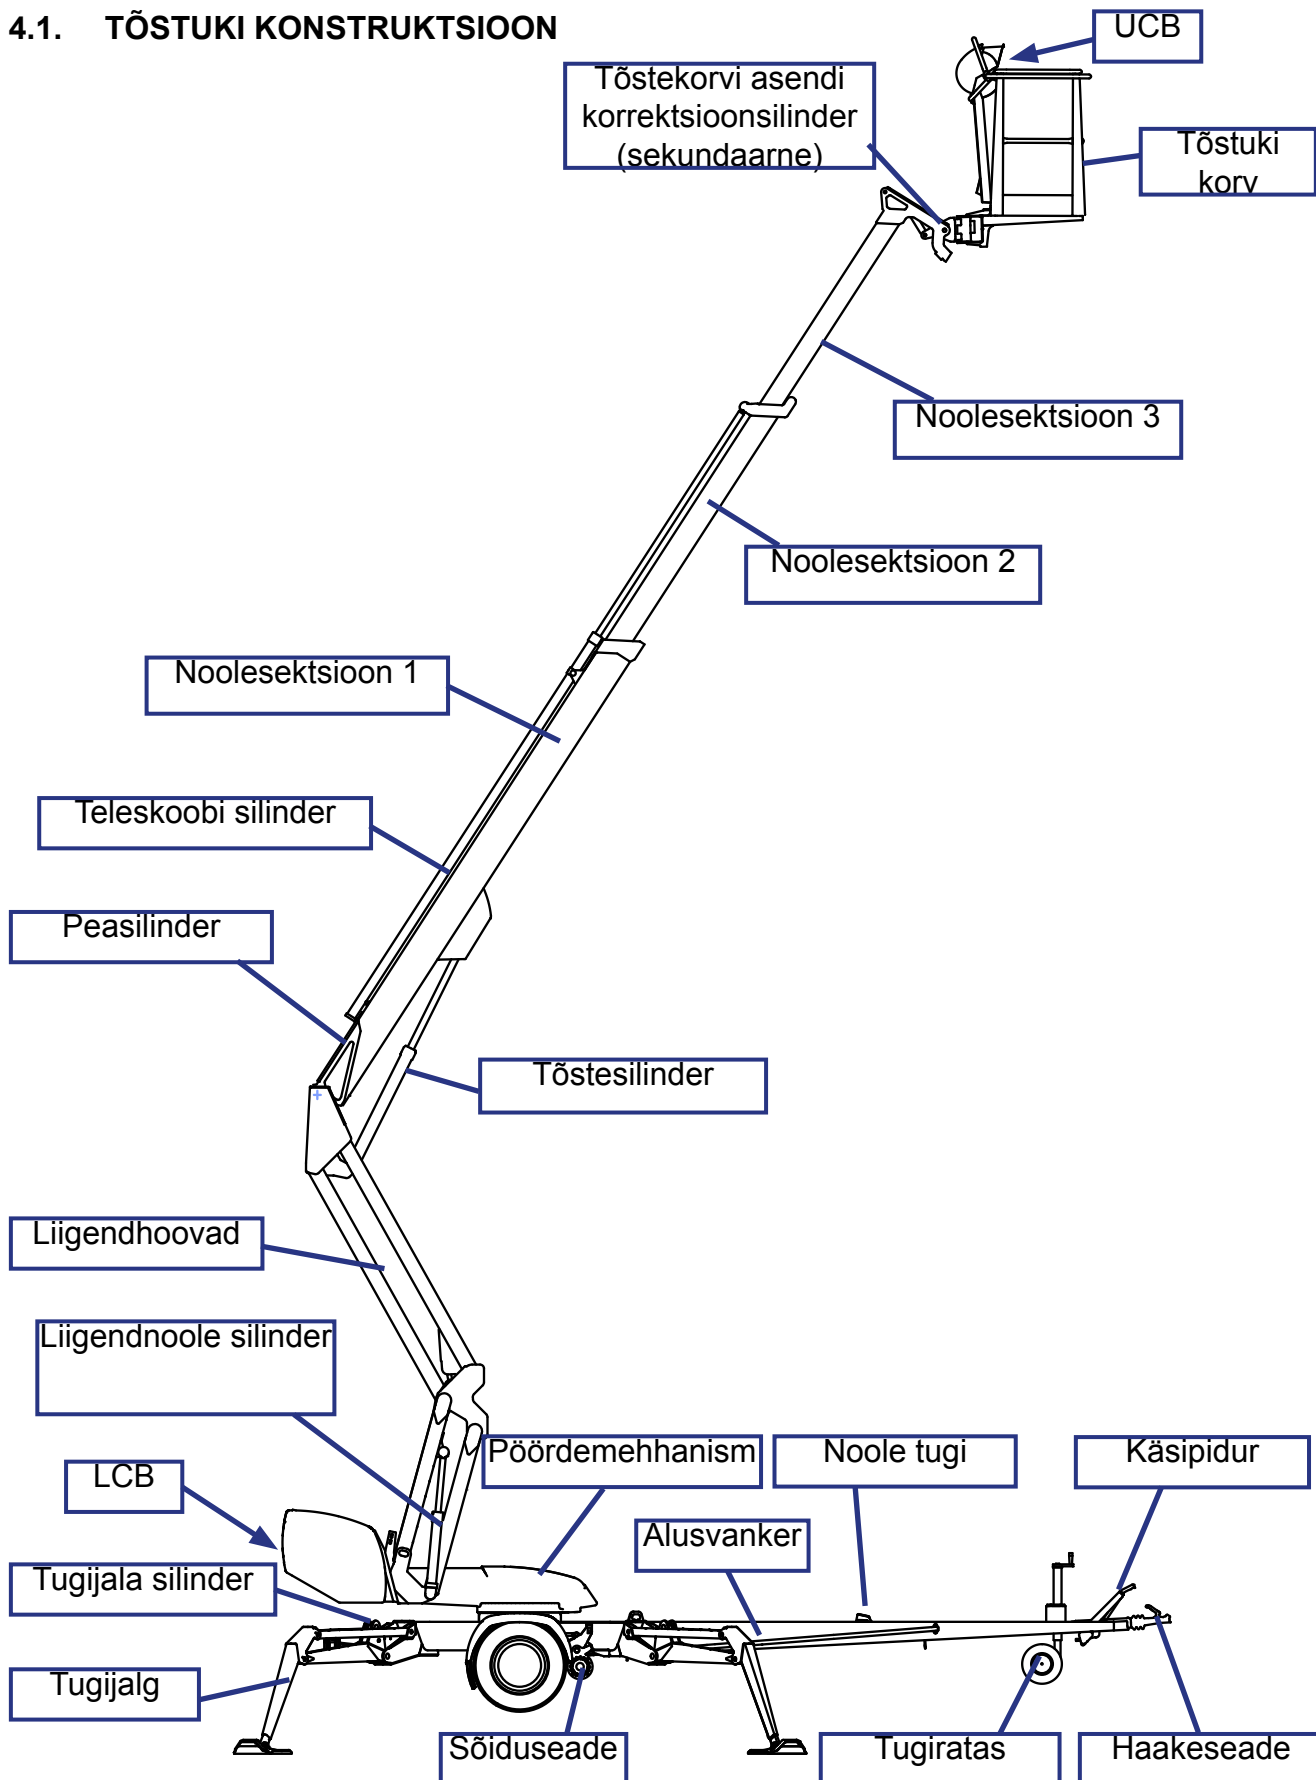 4.1. TÕSTUKI KONSTRUKTSIOON
UCB
Tõstekorvi asendi
korrektsioonsilinder
(sekundaarne)
Tõstuki
korv
Noolesektsioon 3
Noolesektsioon 2
Noolesektsioon 1
Teleskoobi silinder
Peasilinder
Tõstesilinder
Liigendhoovad
Liigendnoole silinder
Pöördemehhanism
Noole tugi
Käsipidur
LCB
Alusvanker
Tugijala silinder
Tugijalg
Sõiduseade
Tugiratas
Haakeseade